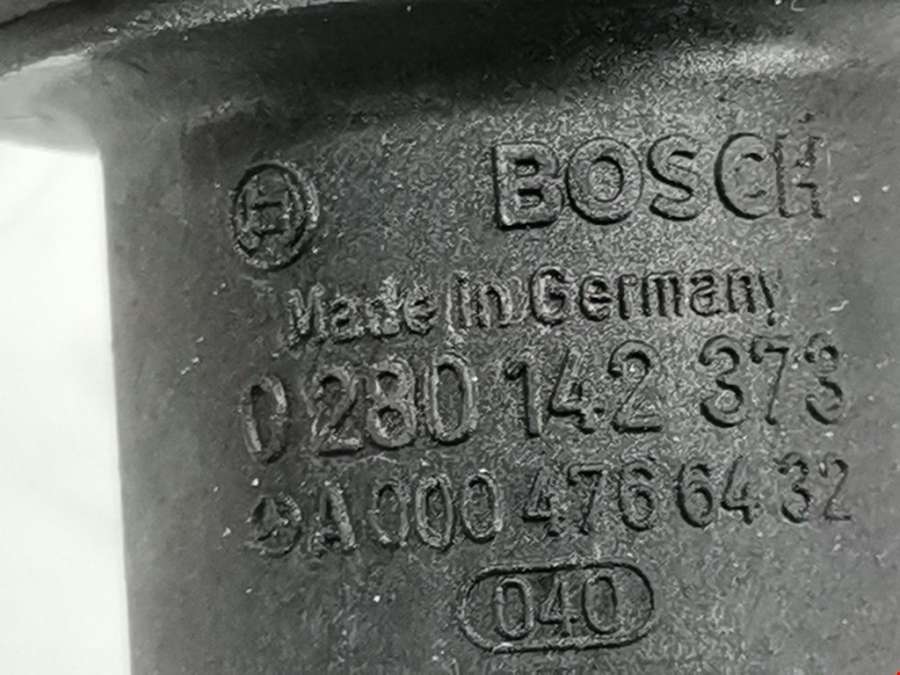 BOSCH
Made in Germany
0 280 142 373
A 000 476 64 32
040